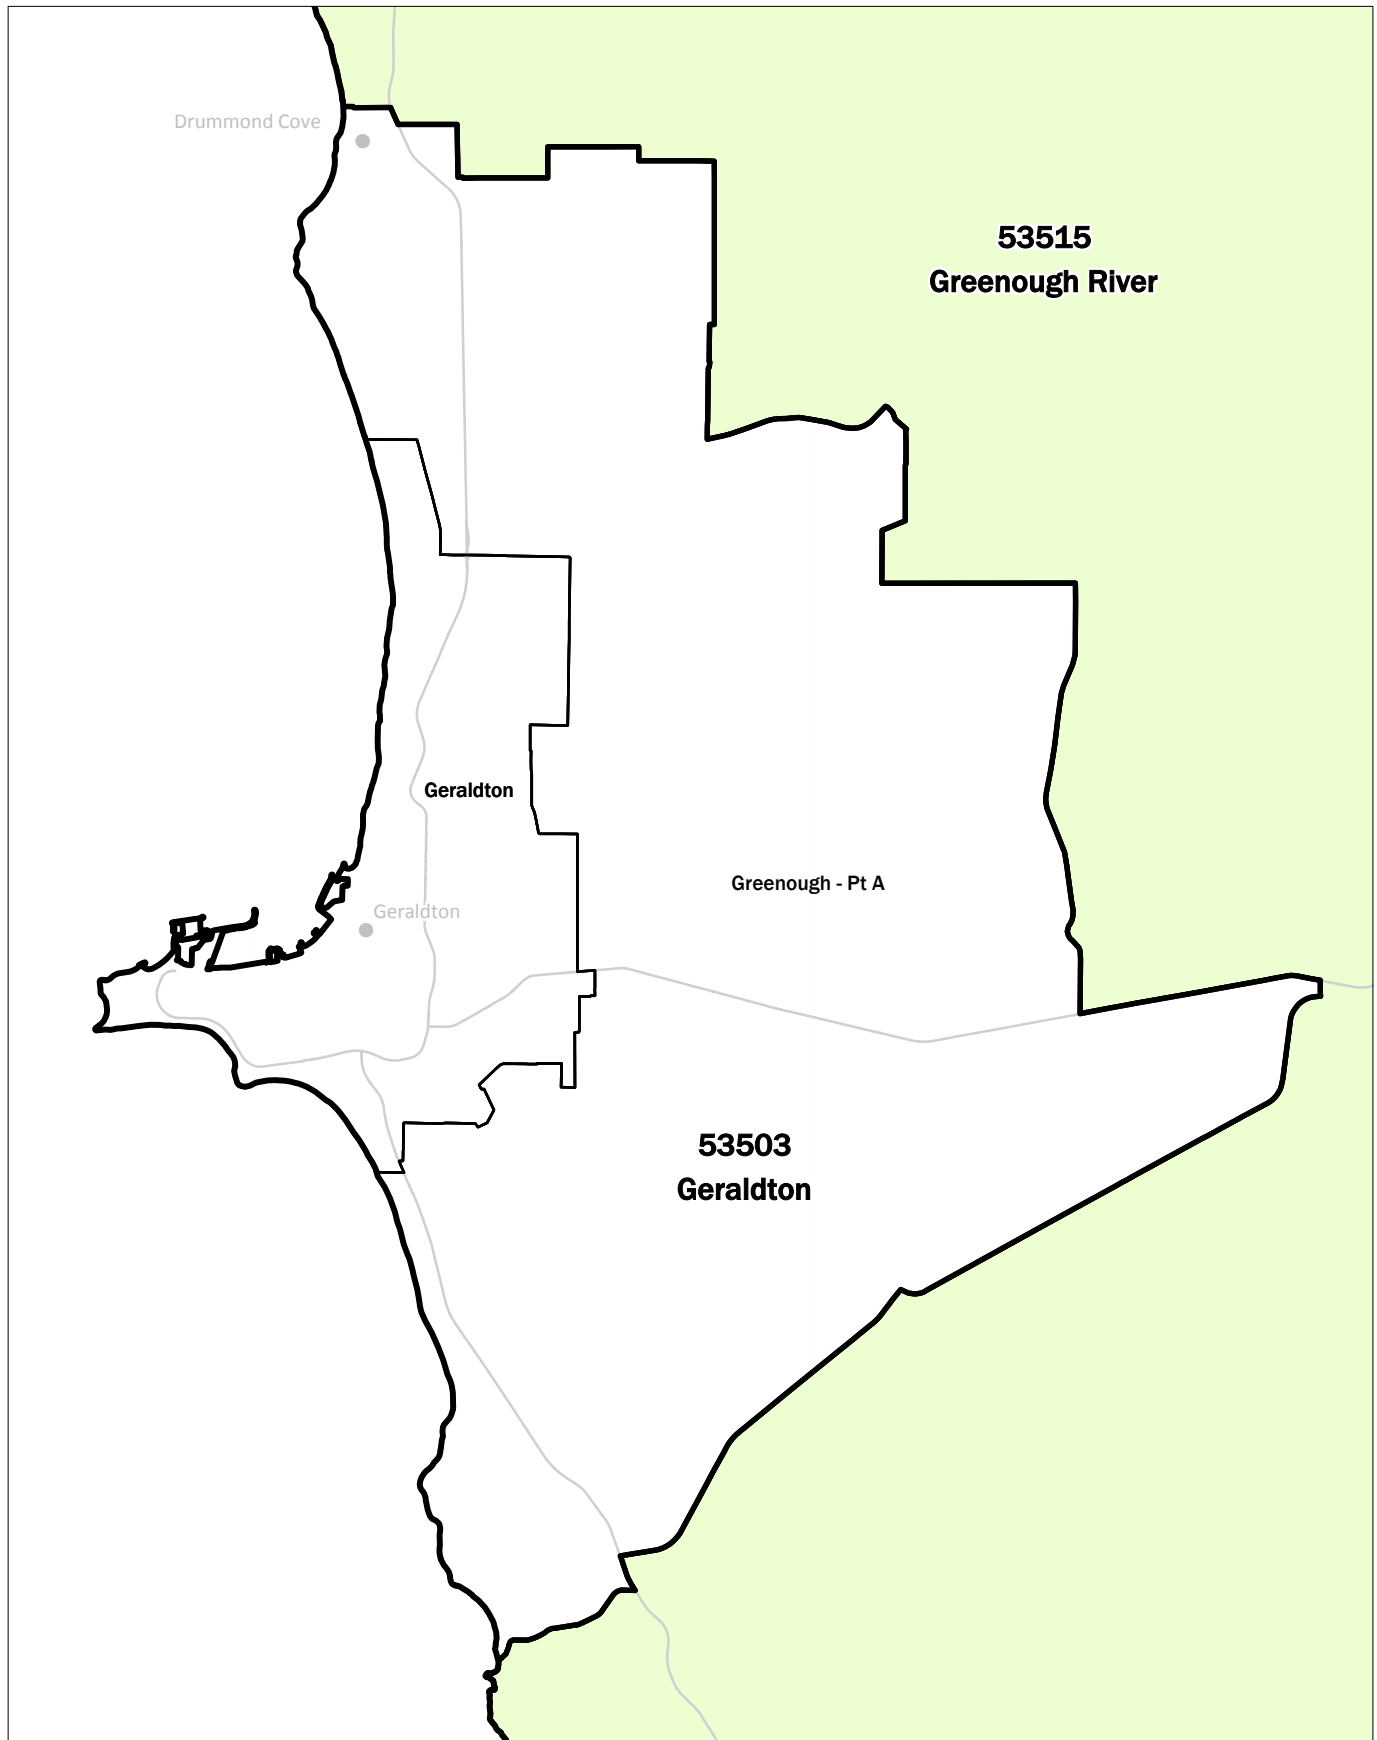 Drummond Cove
53515
Greenough River
Geraldton
Greenough - Pt A
Geraldton
53503
Geraldton